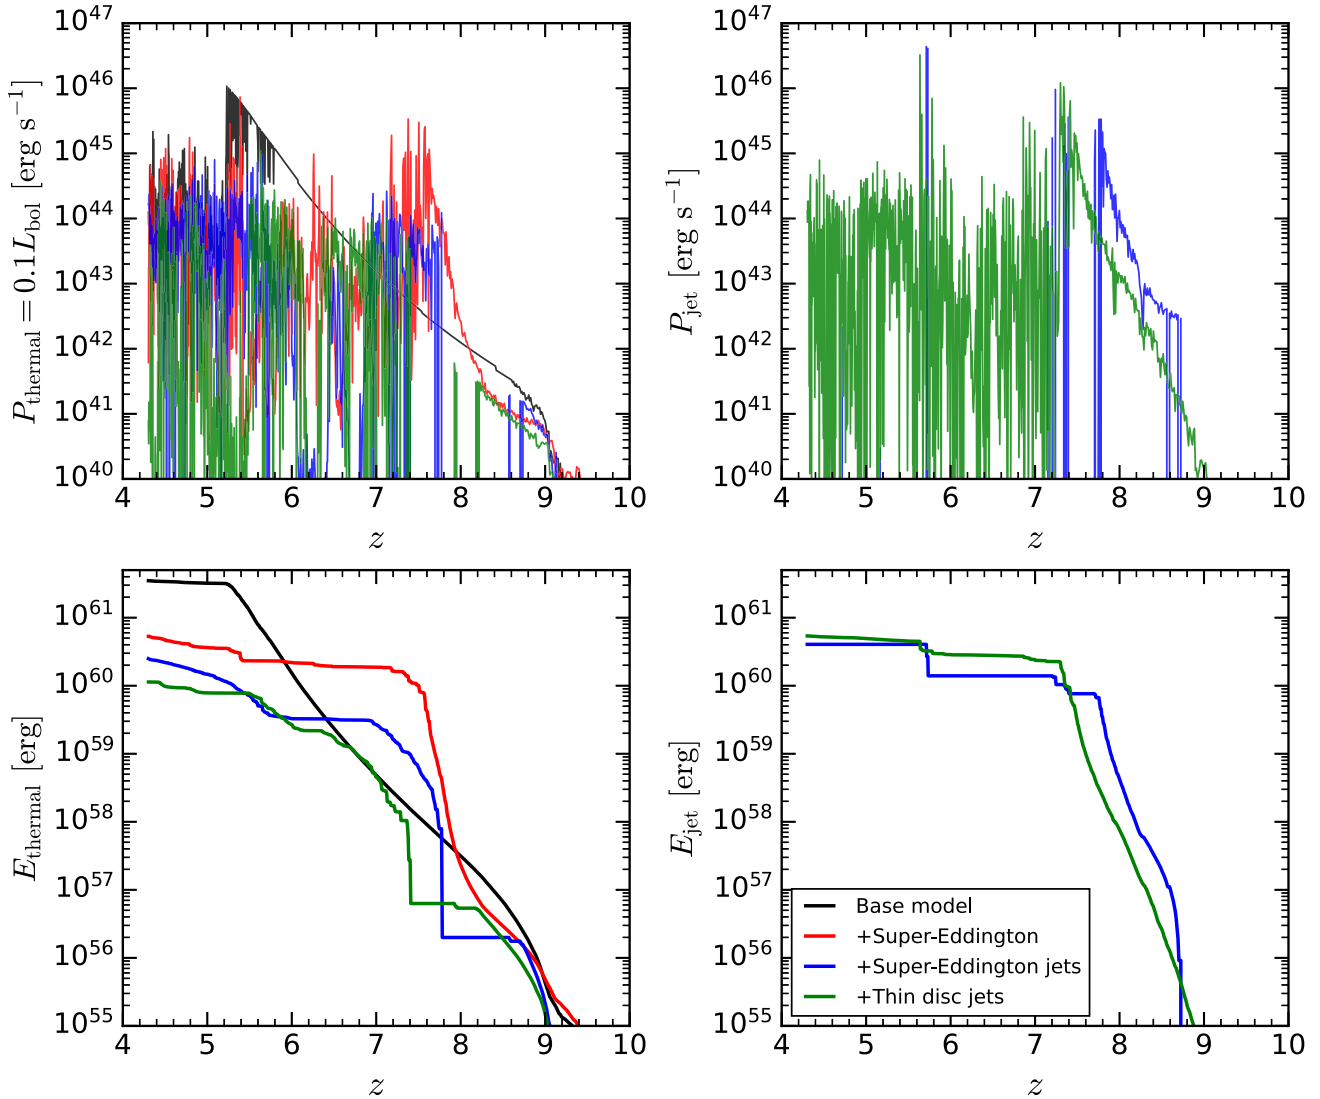 10^47
10^46
10^45
10^44
10^43
10^42
10^41
10^40
P_thermal = 0.1L_bol [erg s^−1]
4 5 6 7 8 9 10
z
10^47
10^46
10^45
10^44
10^43
10^42
10^41
10^40
P_jet [erg s^−1]
4 5 6 7 8 9 10
z
10^61
10^60
10^59
10^58
10^57
10^56
10^55
E_thermal [erg]
4 5 6 7 8 9 10
z
10^61
10^60
10^59
10^58
10^57
10^56
10^55
E_jet [erg]
Base model
+Super-Eddington
+Super-Eddington jets
+Thin disc jets
4 5 6 7 8 9 10
z